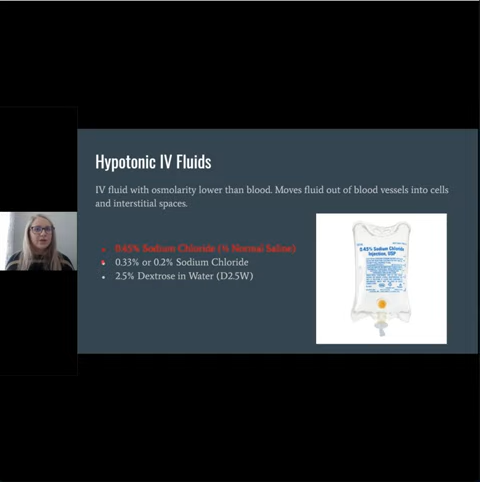 Hypotonic IV Fluids
IV fluid with osmolarity lower than blood. Moves fluid out of blood vessels into cells
and interstitial spaces.
0.45% Sodium Chloride (½ Normal Saline)
0.33% or 0.2% Sodium Chloride
2.5% Dextrose in Water (D2.5W)
0.45% Sodium Chloride
Injection, USP